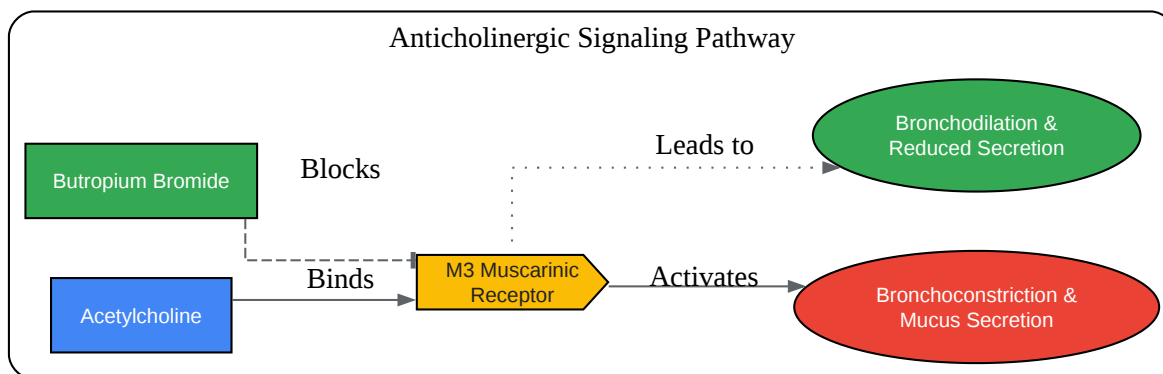 Anticholinergic Signaling Pathway
Bronchodilation &
Reduced Secretion
Leads to
Blocks
Butropium Bromide
M3 Muscarinic
Receptor
Binds
Activates
Acetylcholine
Bronchoconstriction &
Mucus Secretion